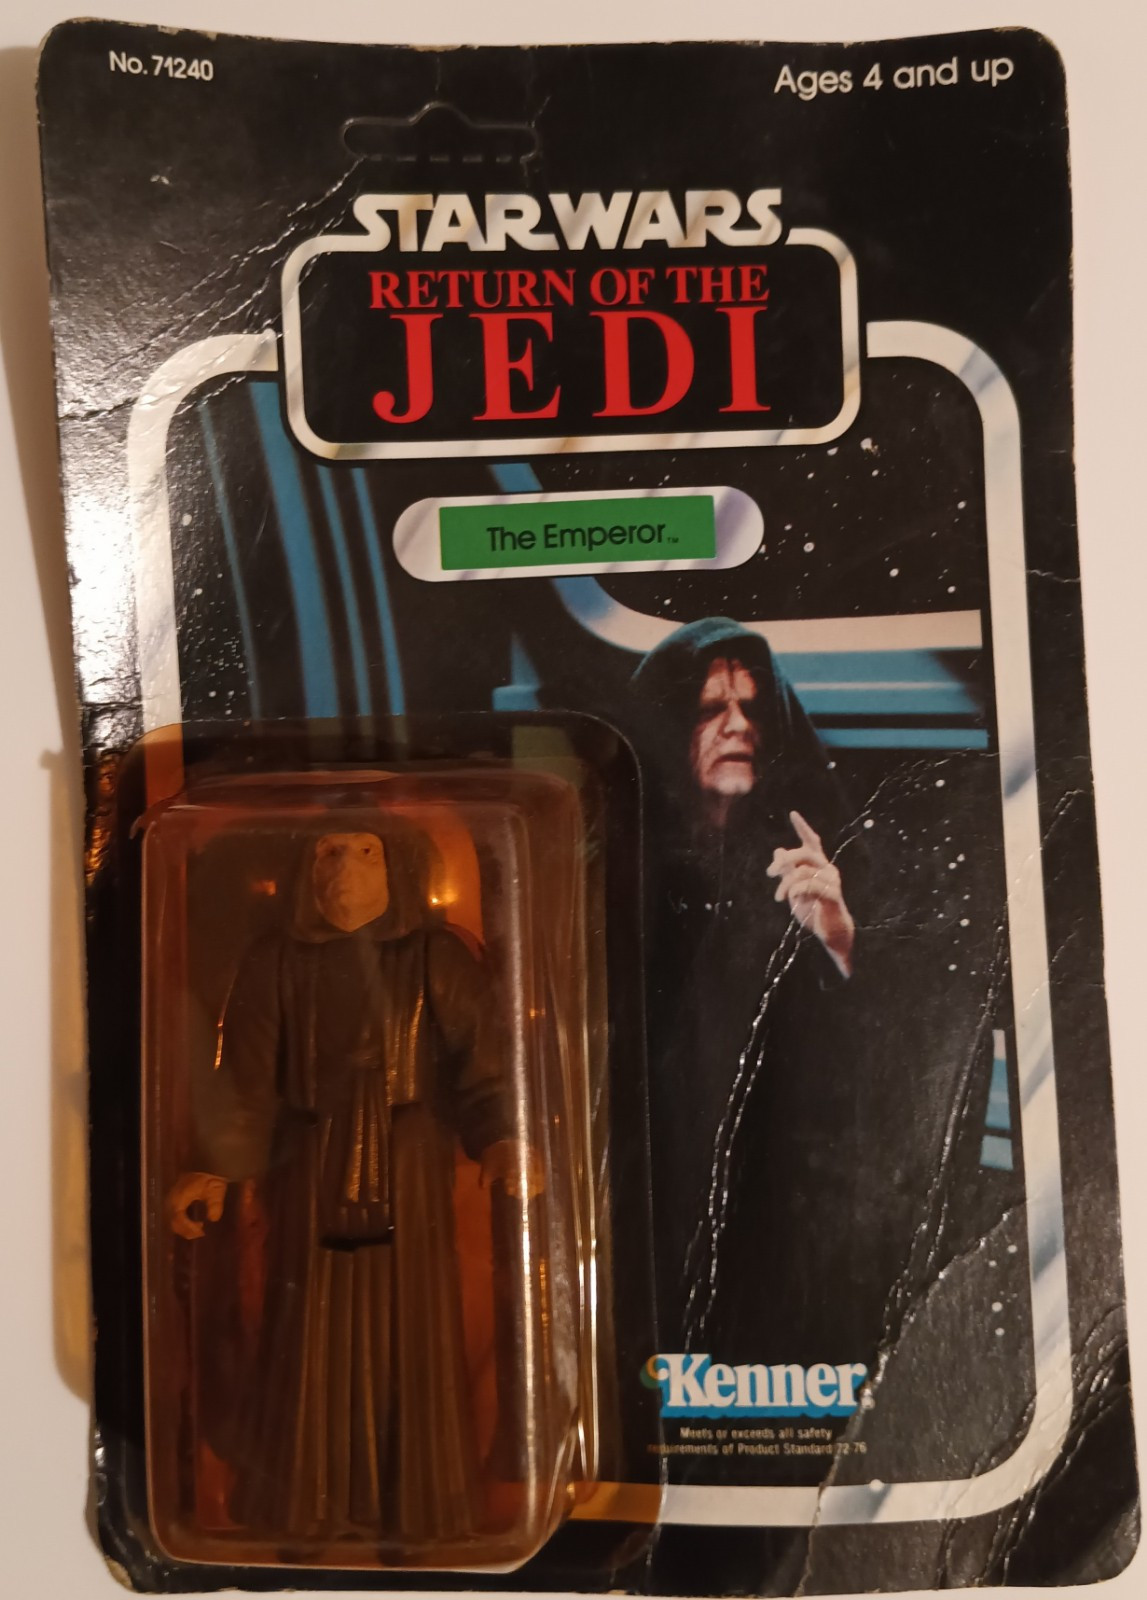 No. 71240
Ages 4 and up
STAR WARS
RETURN OF THE
JEDI
The Emperor™
Kenner
Meets or exceeds all safety
requirements of Product Standard 72-76